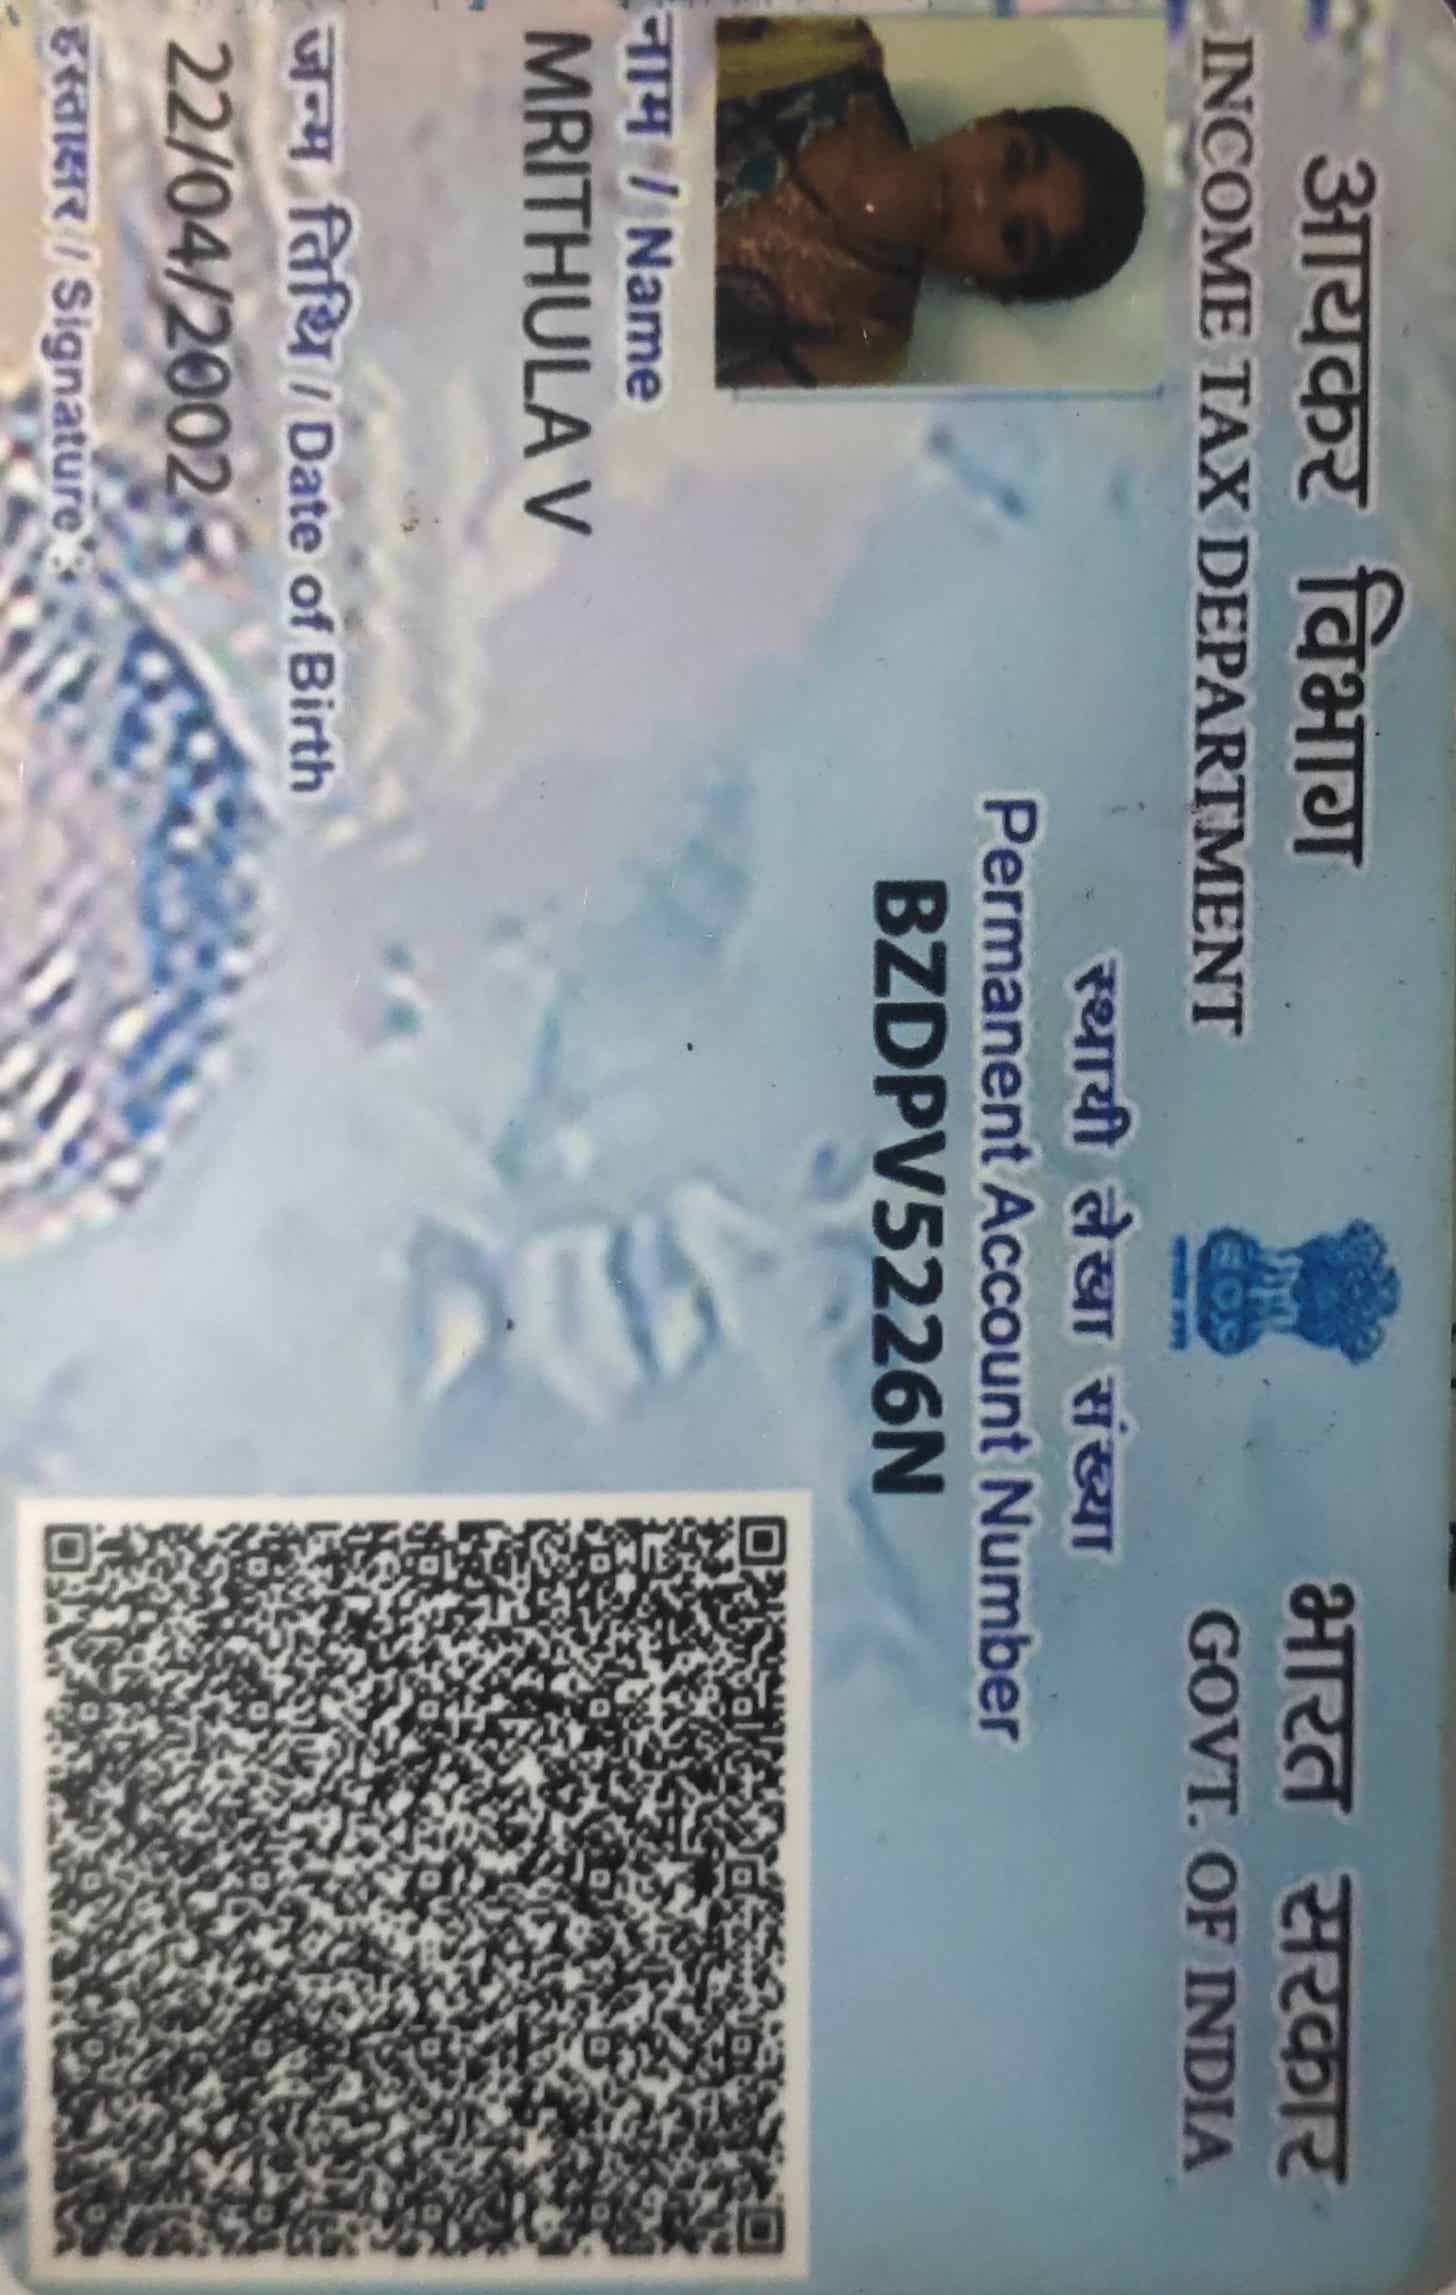 आयकर विभाग
INCOME TAX DEPARTMENT
भारत सरकार
GOVT. OF INDIA
स्थायी लेखा संख्या
Permanent Account Number
BZDPV5226N
नाम / Name
MRITHULA V
जन्म तिथि / Date of Birth
22/04/2002
हस्ताक्षर / Signature